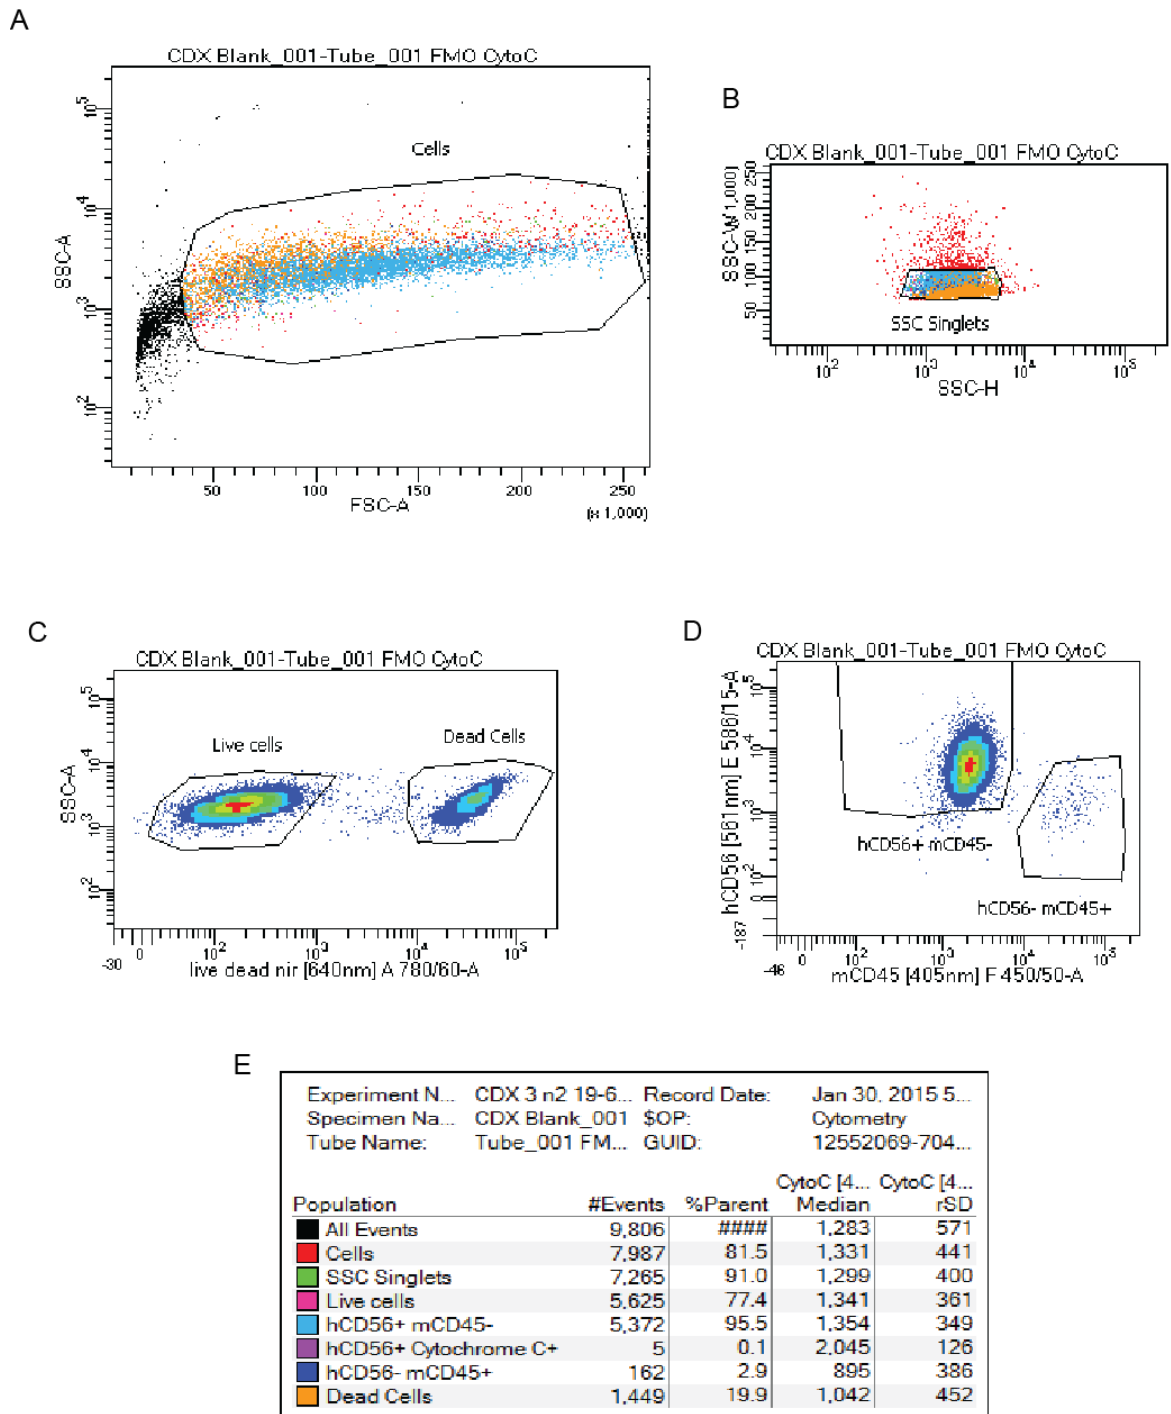 A
CDX Blank_001-Tube_001 FMO CytoC
Cells
SSC-A
10^5
10^4
10^3
10^2
50 100 150 200 250
FSC-A
(x 1,000)
B
CDX Blank_001-Tube_001 FMO CytoC
SSC-W
(x 1,000)
250
200
150
100
50
SSC Singlets
10^2 10^3 10^4 10^5
SSC-H
C
CDX Blank_001-Tube_001 FMO CytoC
Live cells
Dead Cells
SSC-A
10^5
10^4
10^3
10^2
-30 0 10^2 10^3 10^4 10^5
live dead nir [640nm] A 780/60-A
D
CDX Blank_001-Tube_001 FMO CytoC
hCD56 [561nm] E 586/15-A
10^5
10^4
10^3
10^2
0
-187
hCD56+ mCD45-
hCD56- mCD45+
-46 0 10^2 10^3 10^4 10^5
mCD45 [405nm] F 450/50-A
E
Experiment N... CDX 3 n2 19-6... Record Date: Jan 30, 2015 5...
Specimen Na... CDX Blank_001 $OP: Cytometry
Tube Name: Tube_001 FM... GUID: 12552069-704...
CytoC [4... CytoC [4...
Population #Events %Parent Median rSD
All Events 9,806 #### 1,283 571
Cells 7,987 81.5 1,331 441
SSC Singlets 7,265 91.0 1,299 400
Live cells 5,625 77.4 1,341 361
hCD56+ mCD45- 5,372 95.5 1,354 349
hCD56+ Cytochrome C+ 5 0.1 2,045 126
hCD56- mCD45+ 162 2.9 895 386
Dead Cells 1,449 19.9 1,042 452